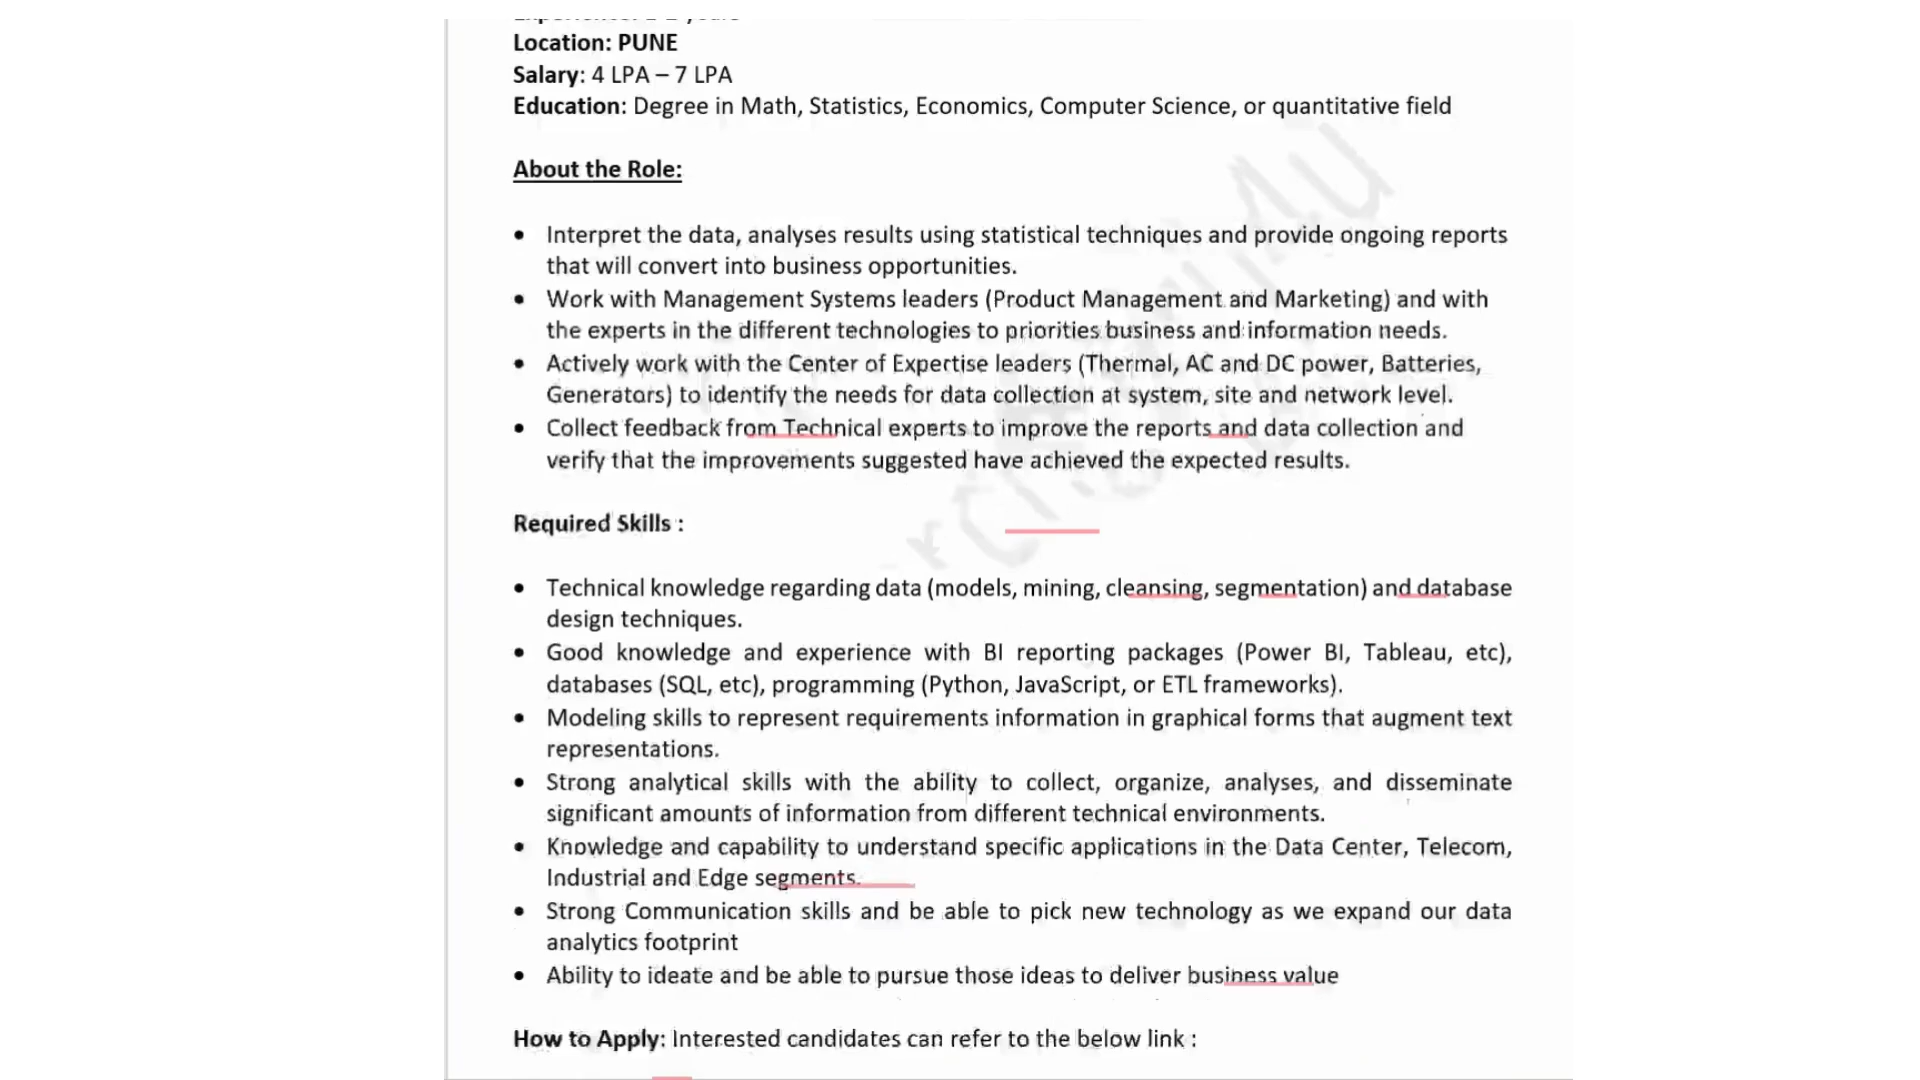 Location: PUNE
Salary: 4 LPA – 7 LPA
Education: Degree in Math, Statistics, Economics, Computer Science, or quantitative field
About the Role:
• Interpret the data, analyses results using statistical techniques and provide ongoing reports
that will convert into business opportunities.
• Work with Management Systems leaders (Product Management and Marketing) and with
the experts in the different technologies to priorities business and information needs.
• Actively work with the Center of Expertise leaders (Thermal, AC and DC power, Batteries,
Generators) to identify the needs for data collection at system, site and network level.
• Collect feedback from Technical experts to improve the reports and data collection and
verify that the improvements suggested have achieved the expected results.
Required Skills :
• Technical knowledge regarding data (models, mining, cleansing, segmentation) and database
design techniques.
• Good knowledge and experience with BI reporting packages (Power BI, Tableau, etc),
databases (SQL, etc), programming (Python, JavaScript, or ETL frameworks).
• Modeling skills to represent requirements information in graphical forms that augment text
representations.
• Strong analytical skills with the ability to collect, organize, analyses, and disseminate
significant amounts of information from different technical environments.
• Knowledge and capability to understand specific applications in the Data Center, Telecom,
Industrial and Edge segments.
• Strong Communication skills and be able to pick new technology as we expand our data
analytics footprint
• Ability to ideate and be able to pursue those ideas to deliver business value
How to Apply: Interested candidates can refer to the below link :